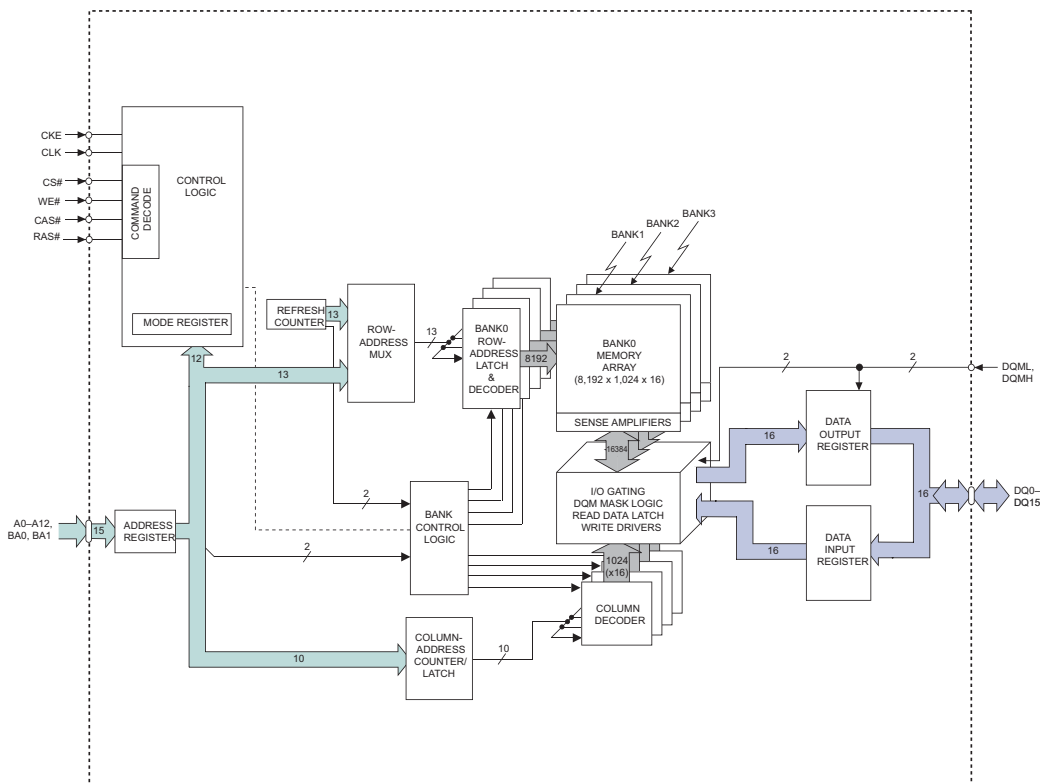 CKE
CLK
CS#
WE#
CAS#
RAS#
COMMAND
DECODE
CONTROL
LOGIC
MODE REGISTER
12
REFRESH
COUNTER
13
13
ROW-
ADDRESS
MUX
13
BANK0
ROW-
ADDRESS
LATCH
&
DECODER
8192
BANK1
BANK2
BANK3
BANK0
MEMORY
ARRAY
(8,192 x 1,024 x 16)
SENSE AMPLIFIERS
16384
I/O GATING
DQM MASK LOGIC
READ DATA LATCH
WRITE DRIVERS
1024
(x16)
COLUMN
DECODER
2
2
DQML,
DQMH
16
DATA
OUTPUT
REGISTER
16
DQ0–
DQ15
16
DATA
INPUT
REGISTER
A0–A12,
BA0, BA1
15
ADDRESS
REGISTER
2
2
BANK
CONTROL
LOGIC
10
COLUMN-
ADDRESS
COUNTER/
LATCH
10